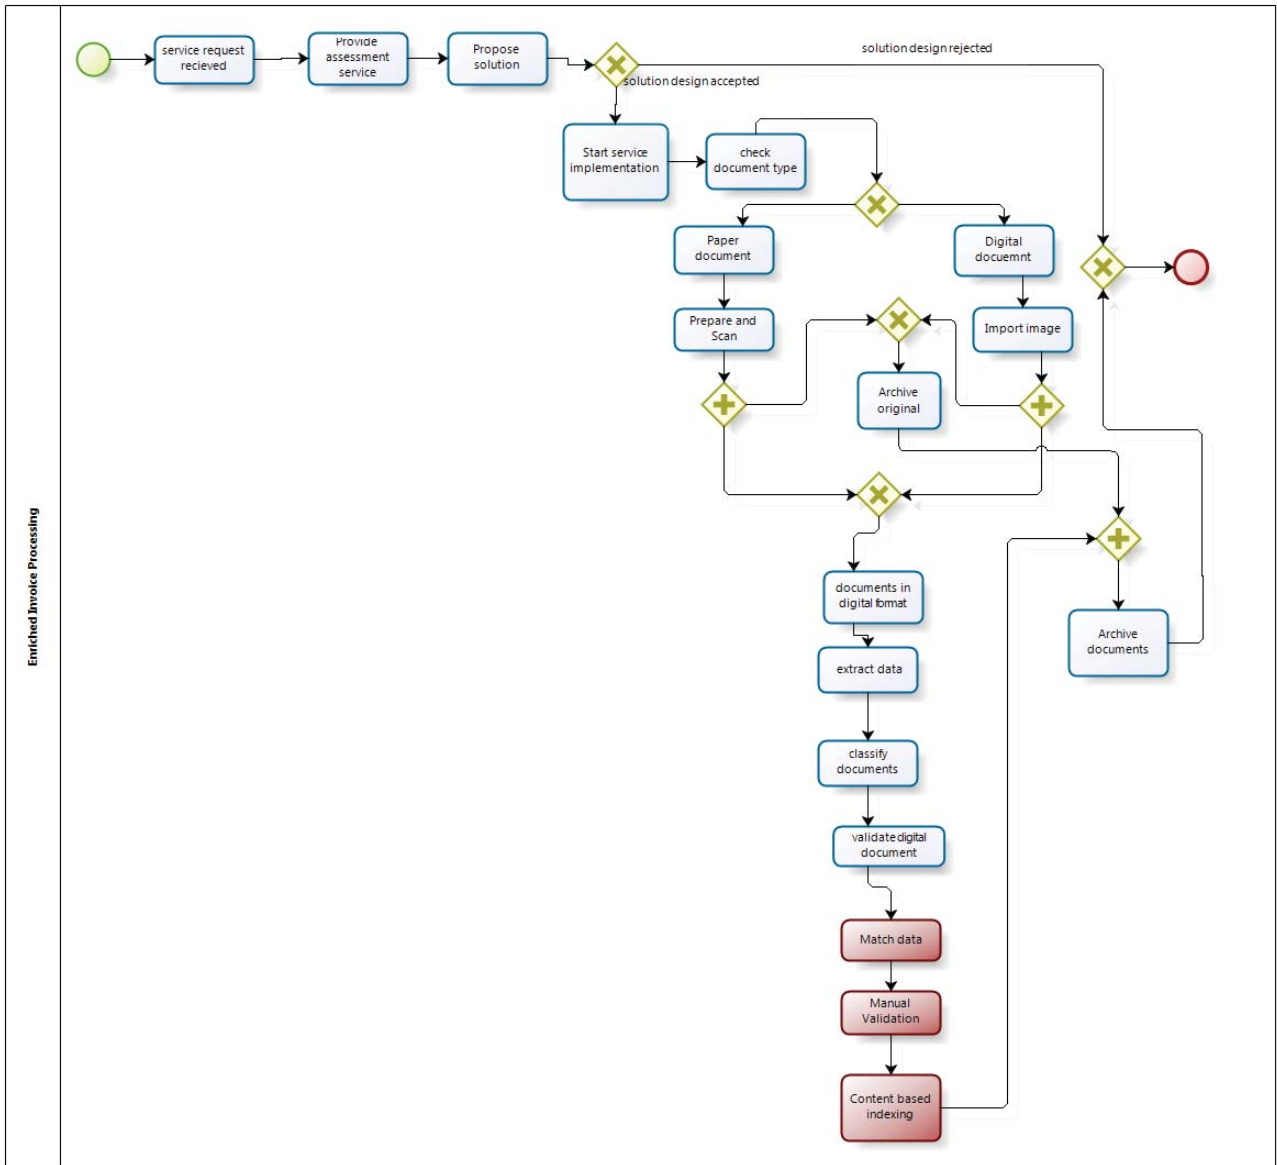 Enriched Invoice Processing
service request
recieved
Provide
assessment
service
Propose
solution
solution design rejected
solution design accepted
Start service
implementation
check
document type
Paper
document
Digital
docuemnt
Prepare and
Scan
Import image
Archive
original
documents in
digital format
extract data
Archive
documents
classify
documents
validate digital
document
Match data
Manual
Validation
Content based
indexing